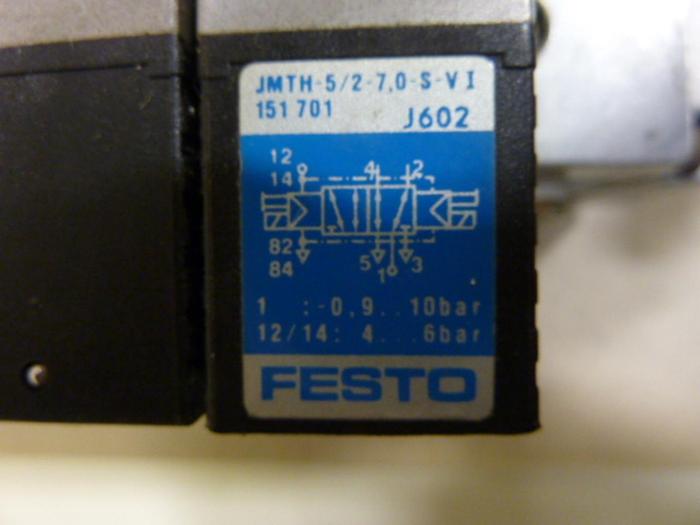 JMTH-5/2-7,0-S-VI
151 701 J602
12
14 4 2
82
84 5 1 3
1 :-0,9..10bar
12/14: 4...6bar
FESTO